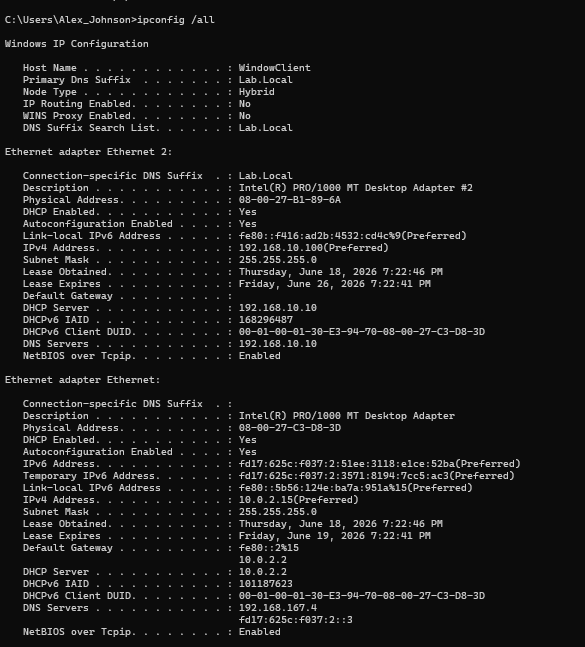 C:\Users\Alex_Johnson>ipconfig /all
Windows IP Configuration
Host Name . . . . . . . . . . . . : WindowClient
Primary Dns Suffix  . . . . . . . : Lab.Local
Node Type . . . . . . . . . . . . : Hybrid
IP Routing Enabled. . . . . . . . : No
WINS Proxy Enabled. . . . . . . . : No
DNS Suffix Search List. . . . . . : Lab.Local
Ethernet adapter Ethernet 2:
Connection-specific DNS Suffix  . : Lab.Local
Description . . . . . . . . . . . : Intel(R) PRO/1000 MT Desktop Adapter #2
Physical Address. . . . . . . . . : 08-00-27-B1-89-6A
DHCP Enabled. . . . . . . . . . . : Yes
Autoconfiguration Enabled . . . . : Yes
Link-local IPv6 Address . . . . . : fe80::f416:ad2b:4532:cd4c%9(Preferred)
IPv4 Address. . . . . . . . . . . : 192.168.10.100(Preferred)
Subnet Mask . . . . . . . . . . . : 255.255.255.0
Lease Obtained. . . . . . . . . . : Thursday, June 18, 2026 7:22:46 PM
Lease Expires . . . . . . . . . . : Friday, June 26, 2026 7:22:41 PM
Default Gateway . . . . . . . . . :
DHCP Server . . . . . . . . . . . : 192.168.10.10
DHCPv6 IAID . . . . . . . . . . . : 168296487
DHCPv6 Client DUID. . . . . . . . : 00-01-00-01-30-E3-94-70-08-00-27-C3-D8-3D
DNS Servers . . . . . . . . . . . : 192.168.10.10
NetBIOS over Tcpip. . . . . . . . : Enabled
Ethernet adapter Ethernet:
Connection-specific DNS Suffix  . :
Description . . . . . . . . . . . : Intel(R) PRO/1000 MT Desktop Adapter
Physical Address. . . . . . . . . : 08-00-27-C3-D8-3D
DHCP Enabled. . . . . . . . . . . : Yes
Autoconfiguration Enabled . . . . : Yes
IPv6 Address. . . . . . . . . . . : fd17:625c:f037:2:51ee:3118:e1ce:52ba(Preferred)
Temporary IPv6 Address. . . . . . : fd17:625c:f037:2:3571:8194:7cc5:ac3(Preferred)
Link-local IPv6 Address . . . . . : fe80::5b56:124e:ba7a:951a%15(Preferred)
IPv4 Address. . . . . . . . . . . : 10.0.2.15(Preferred)
Subnet Mask . . . . . . . . . . . : 255.255.255.0
Lease Obtained. . . . . . . . . . : Thursday, June 18, 2026 7:22:46 PM
Lease Expires . . . . . . . . . . : Friday, June 19, 2026 7:22:41 PM
Default Gateway . . . . . . . . . : fe80::2%15
10.0.2.2
DHCP Server . . . . . . . . . . . : 10.0.2.2
DHCPv6 IAID . . . . . . . . . . . : 101187623
DHCPv6 Client DUID. . . . . . . . : 00-01-00-01-30-E3-94-70-08-00-27-C3-D8-3D
DNS Servers . . . . . . . . . . . : 192.168.167.4
fd17:625c:f037:2::3
NetBIOS over Tcpip. . . . . . . . : Enabled